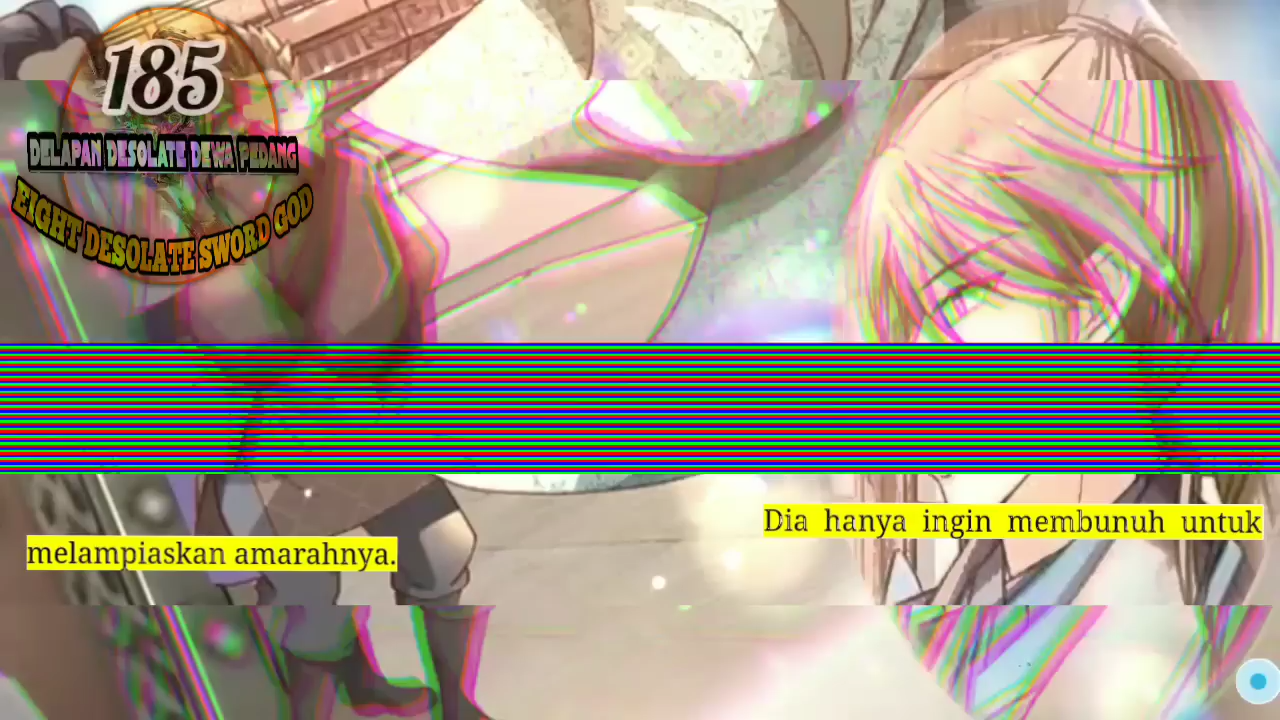 185
DELAPAN DESOLATE DEWA PEDANG
EIGHT DESOLATE SWORD GOD
Dia hanya ingin membunuh untuk
melampiaskan amarahnya.